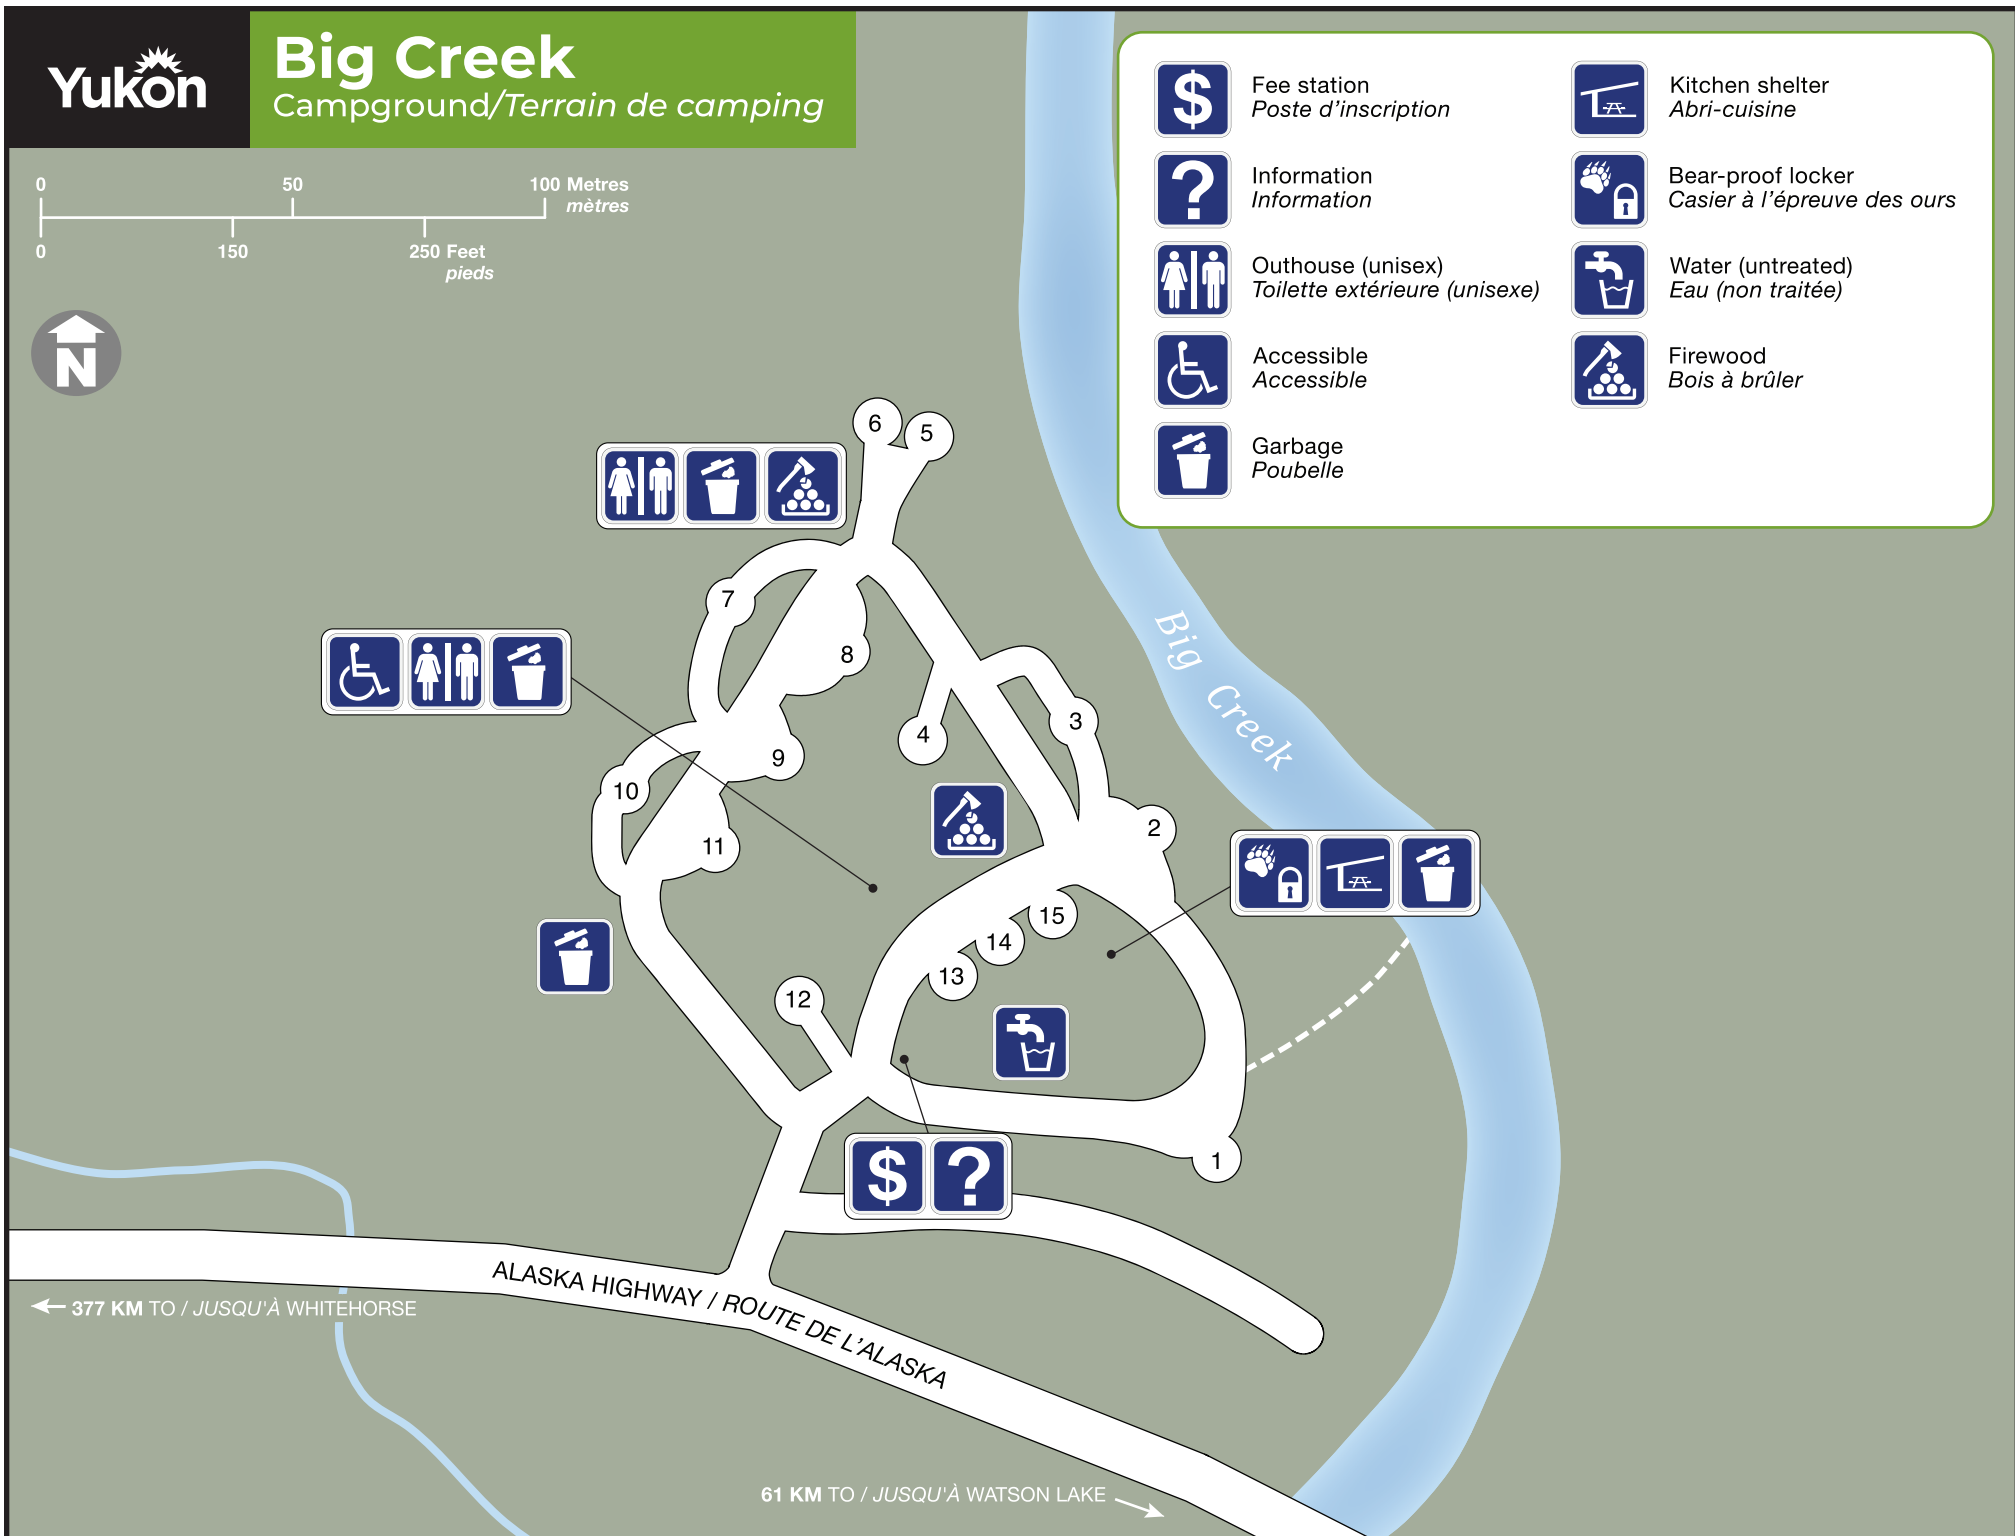 Yukon
Big Creek
Campground/Terrain de camping
0 50 100 Metres
mètres
0 150 250 Feet
pieds
N
$ Fee station
Poste d'inscription
? Information
Information
Outhouse (unisex)
Toilette extérieure (unisexe)
Accessible
Accessible
Garbage
Poubelle
Kitchen shelter
Abri-cuisine
Bear-proof locker
Casier à l'épreuve des ours
Water (untreated)
Eau (non traitée)
Firewood
Bois à brûler
6
5
7
8
4
3
9
10
11
2
15
14
13
12
1
Big Creek
$ ?
ALASKA HIGHWAY / ROUTE DE L'ALASKA
377 KM TO / JUSQU'À WHITEHORSE
61 KM TO / JUSQU'À WATSON LAKE